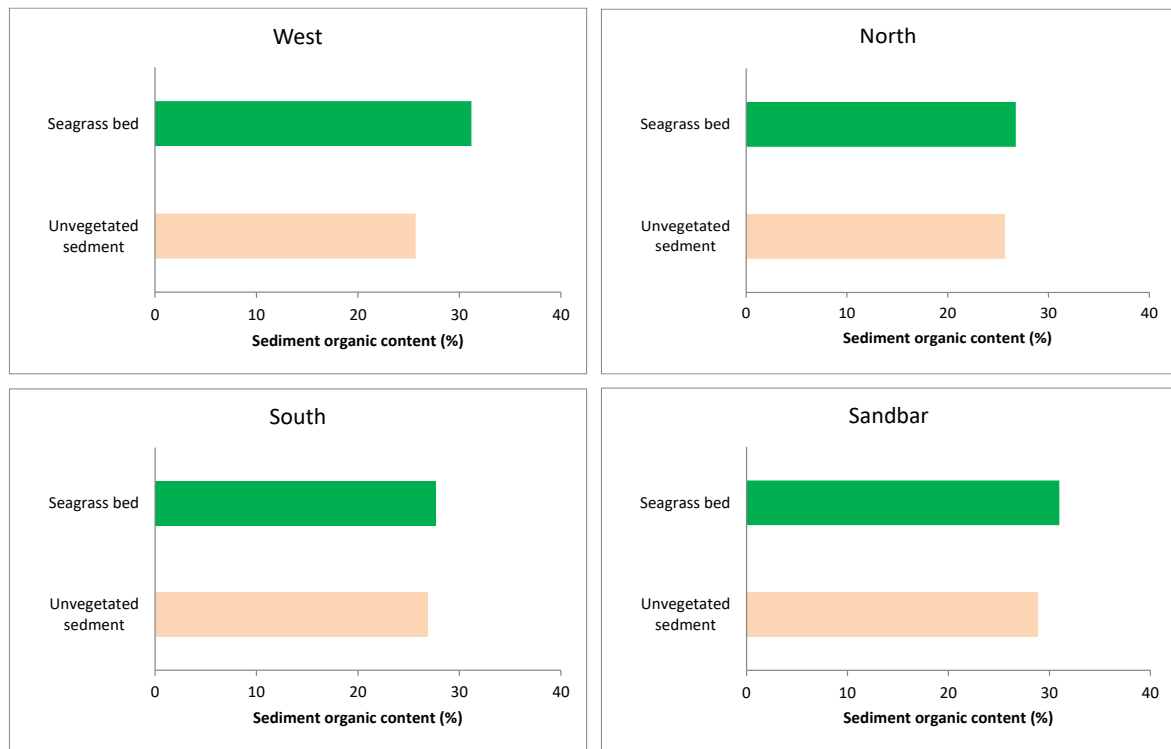 West
Seagrass bed
Unvegetated
sedment
0 10 20 30 40
Sediment organic content (%)
North
Seagrass bed
Unvegetated
sedment
0 10 20 30 40
Sediment organic content (%)
South
Seagrass bed
Unvegetated
sedment
0 10 20 30 40
Sediment organic content (%)
Sandbar
Seagrass bed
Unvegetated
sedment
0 10 20 30 40
Sediment organic content (%)